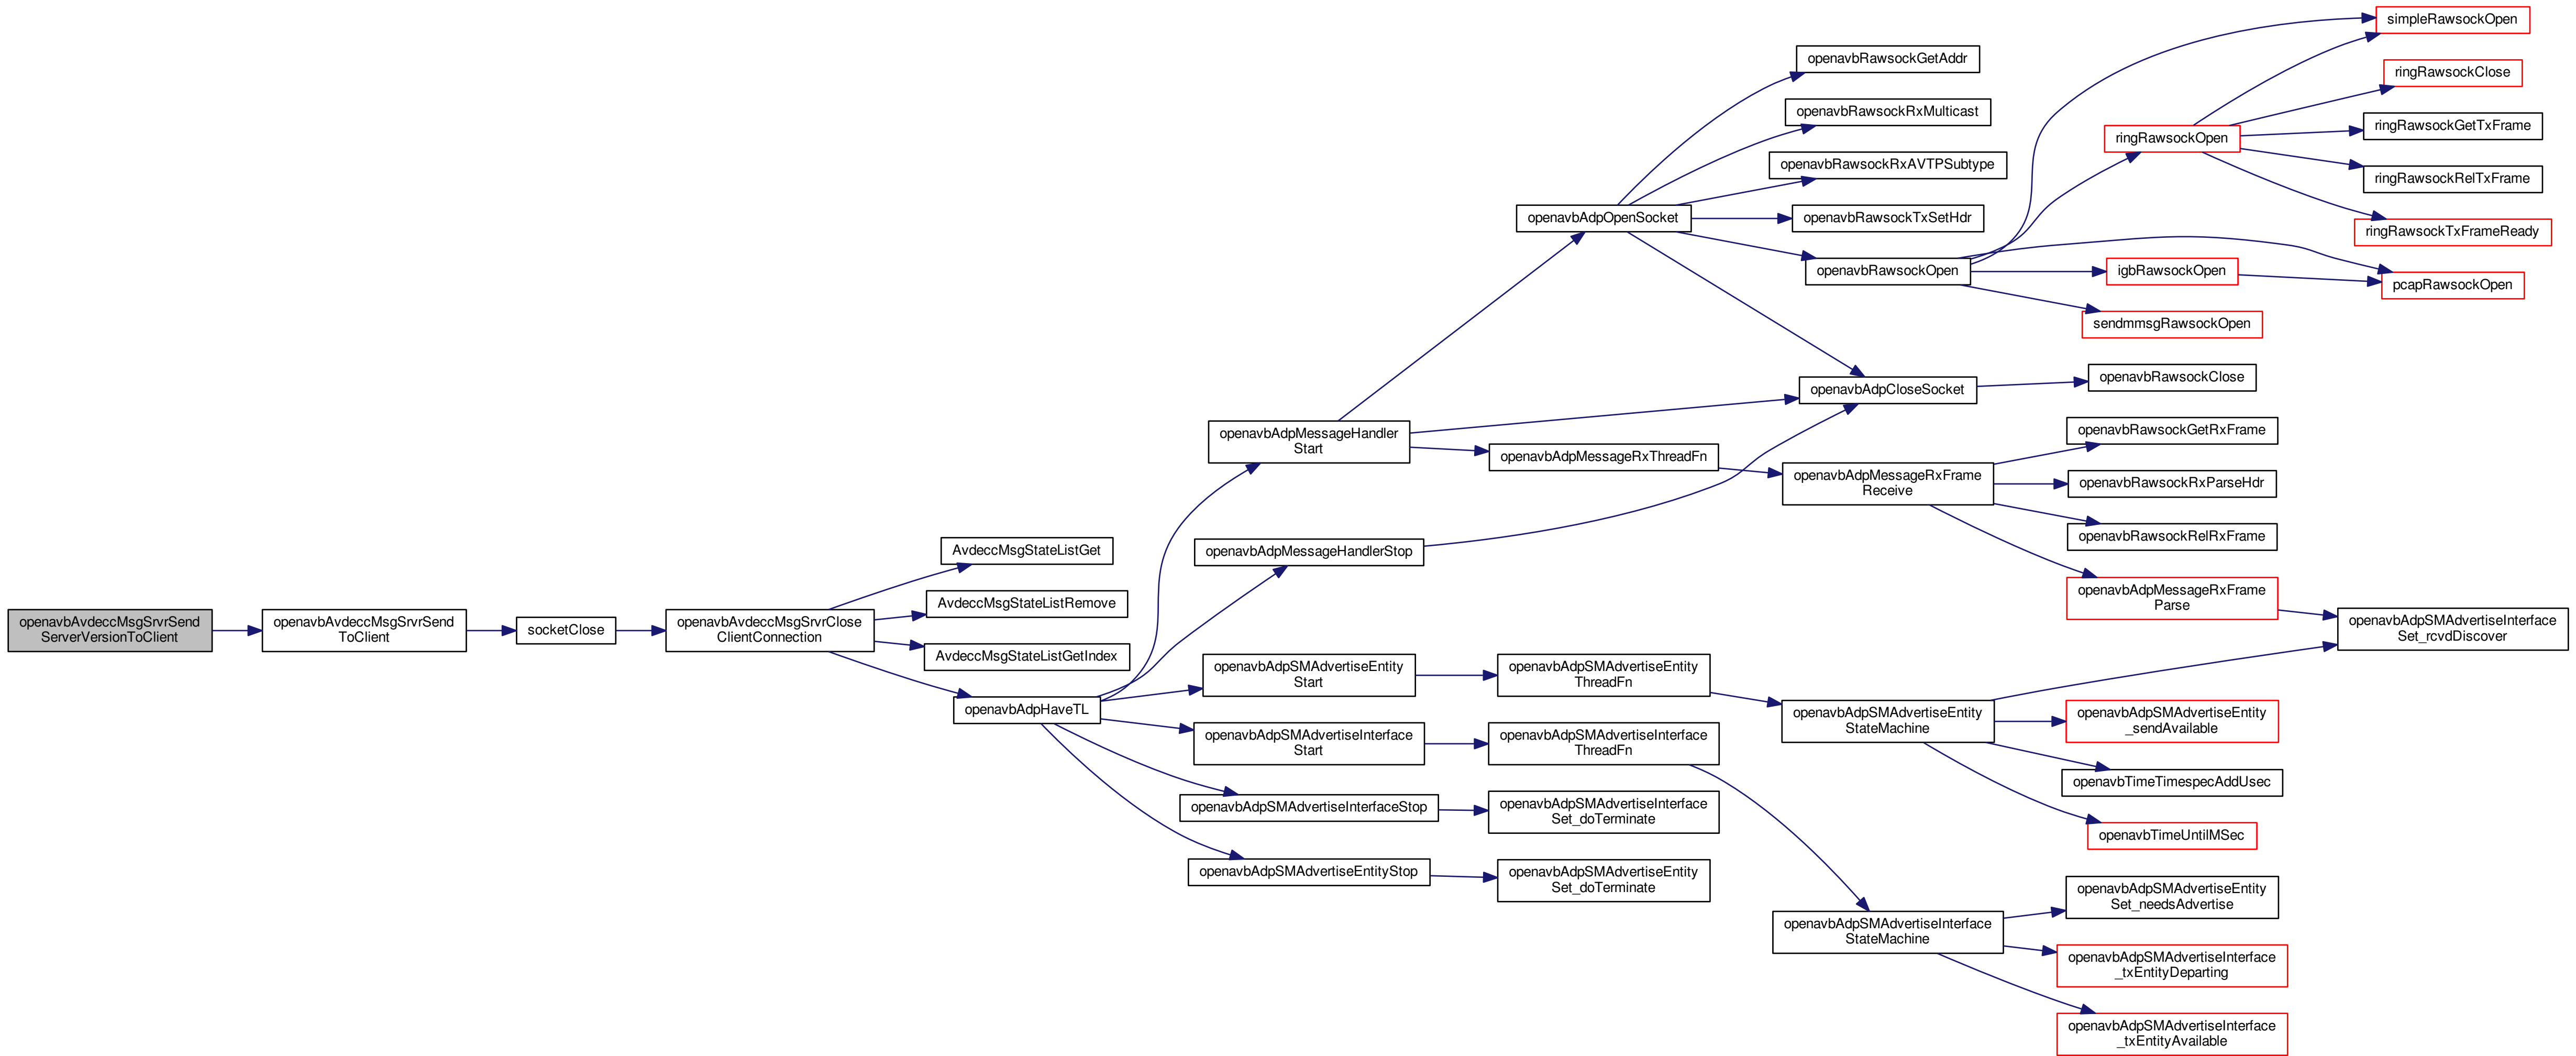 openavbAvdeccMsgSrvrSend
ServerVersionToClient
openavbAvdeccMsgSrvrSend
ToClient
socketClose
openavbAvdeccMsgSrvrClose
ClientConnection
AvdeccMsgStateListGet
AvdeccMsgStateListRemove
AvdeccMsgStateListGetIndex
openavbAdpHaveTL
openavbAdpMessageHandler
Start
openavbAdpMessageHandlerStop
openavbAdpSMAdvertiseEntity
Start
openavbAdpSMAdvertiseInterface
Start
openavbAdpSMAdvertiseInterfaceStop
openavbAdpSMAdvertiseEntityStop
openavbAdpOpenSocket
openavbAdpMessageRxThreadFn
openavbAdpSMAdvertiseEntity
ThreadFn
openavbAdpSMAdvertiseInterface
ThreadFn
openavbAdpSMAdvertiseInterface
Set_doTerminate
openavbAdpSMAdvertiseEntity
Set_doTerminate
openavbRawsockGetAddr
openavbRawsockRxMulticast
openavbRawsockRxAVTPSubtype
openavbRawsockTxSetHdr
openavbRawsockOpen
openavbAdpCloseSocket
openavbAdpMessageRxFrame
Receive
openavbAdpSMAdvertiseEntity
StateMachine
openavbAdpSMAdvertiseInterface
StateMachine
ringRawsockOpen
igbRawsockOpen
sendmmsgRawsockOpen
openavbRawsockClose
openavbRawsockGetRxFrame
openavbRawsockRxParseHdr
openavbRawsockRelRxFrame
openavbAdpMessageRxFrame
Parse
openavbAdpSMAdvertiseEntity
_sendAvailable
openavbTimeTimespecAddUsec
openavbTimeUntilMSec
openavbAdpSMAdvertiseEntity
Set_needsAdvertise
openavbAdpSMAdvertiseInterface
_txEntityDeparting
openavbAdpSMAdvertiseInterface
_txEntityAvailable
simpleRawsockOpen
ringRawsockClose
ringRawsockGetTxFrame
ringRawsockRelTxFrame
ringRawsockTxFrameReady
pcapRawsockOpen
openavbAdpSMAdvertiseInterface
Set_rcvdDiscover